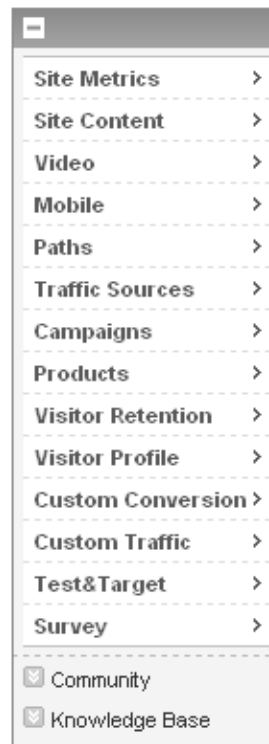 Site Metrics
Site Content
Video
Mobile
Paths
Traffic Sources
Campaigns
Products
Visitor Retention
Visitor Profile
Custom Conversion
Custom Traffic
Test&Target
Survey
Community
Knowledge Base